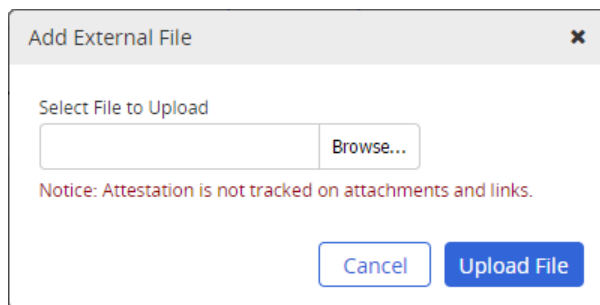 Add External File
Select File to Upload
Browse...
Notice: Attestation is not tracked on attachments and links.
Cancel
Upload File